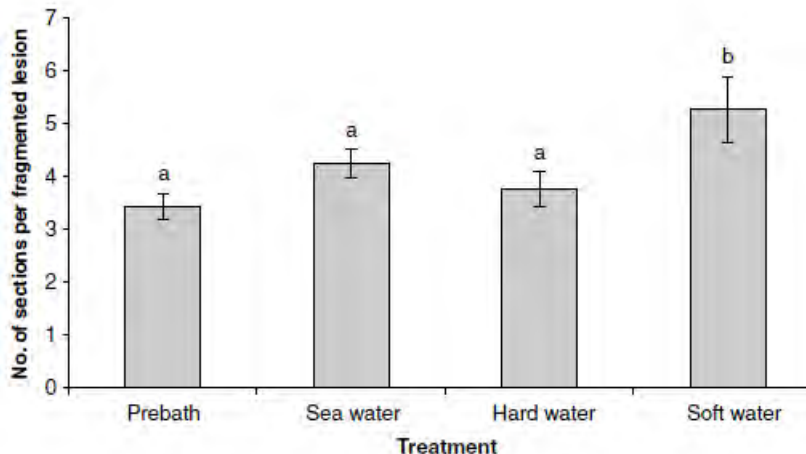 No. of sections per fragmented lesion
7
6
5
4
3
2
1
0
a
a
a
b
Prebath
Sea water
Hard water
Soft water
Treatment